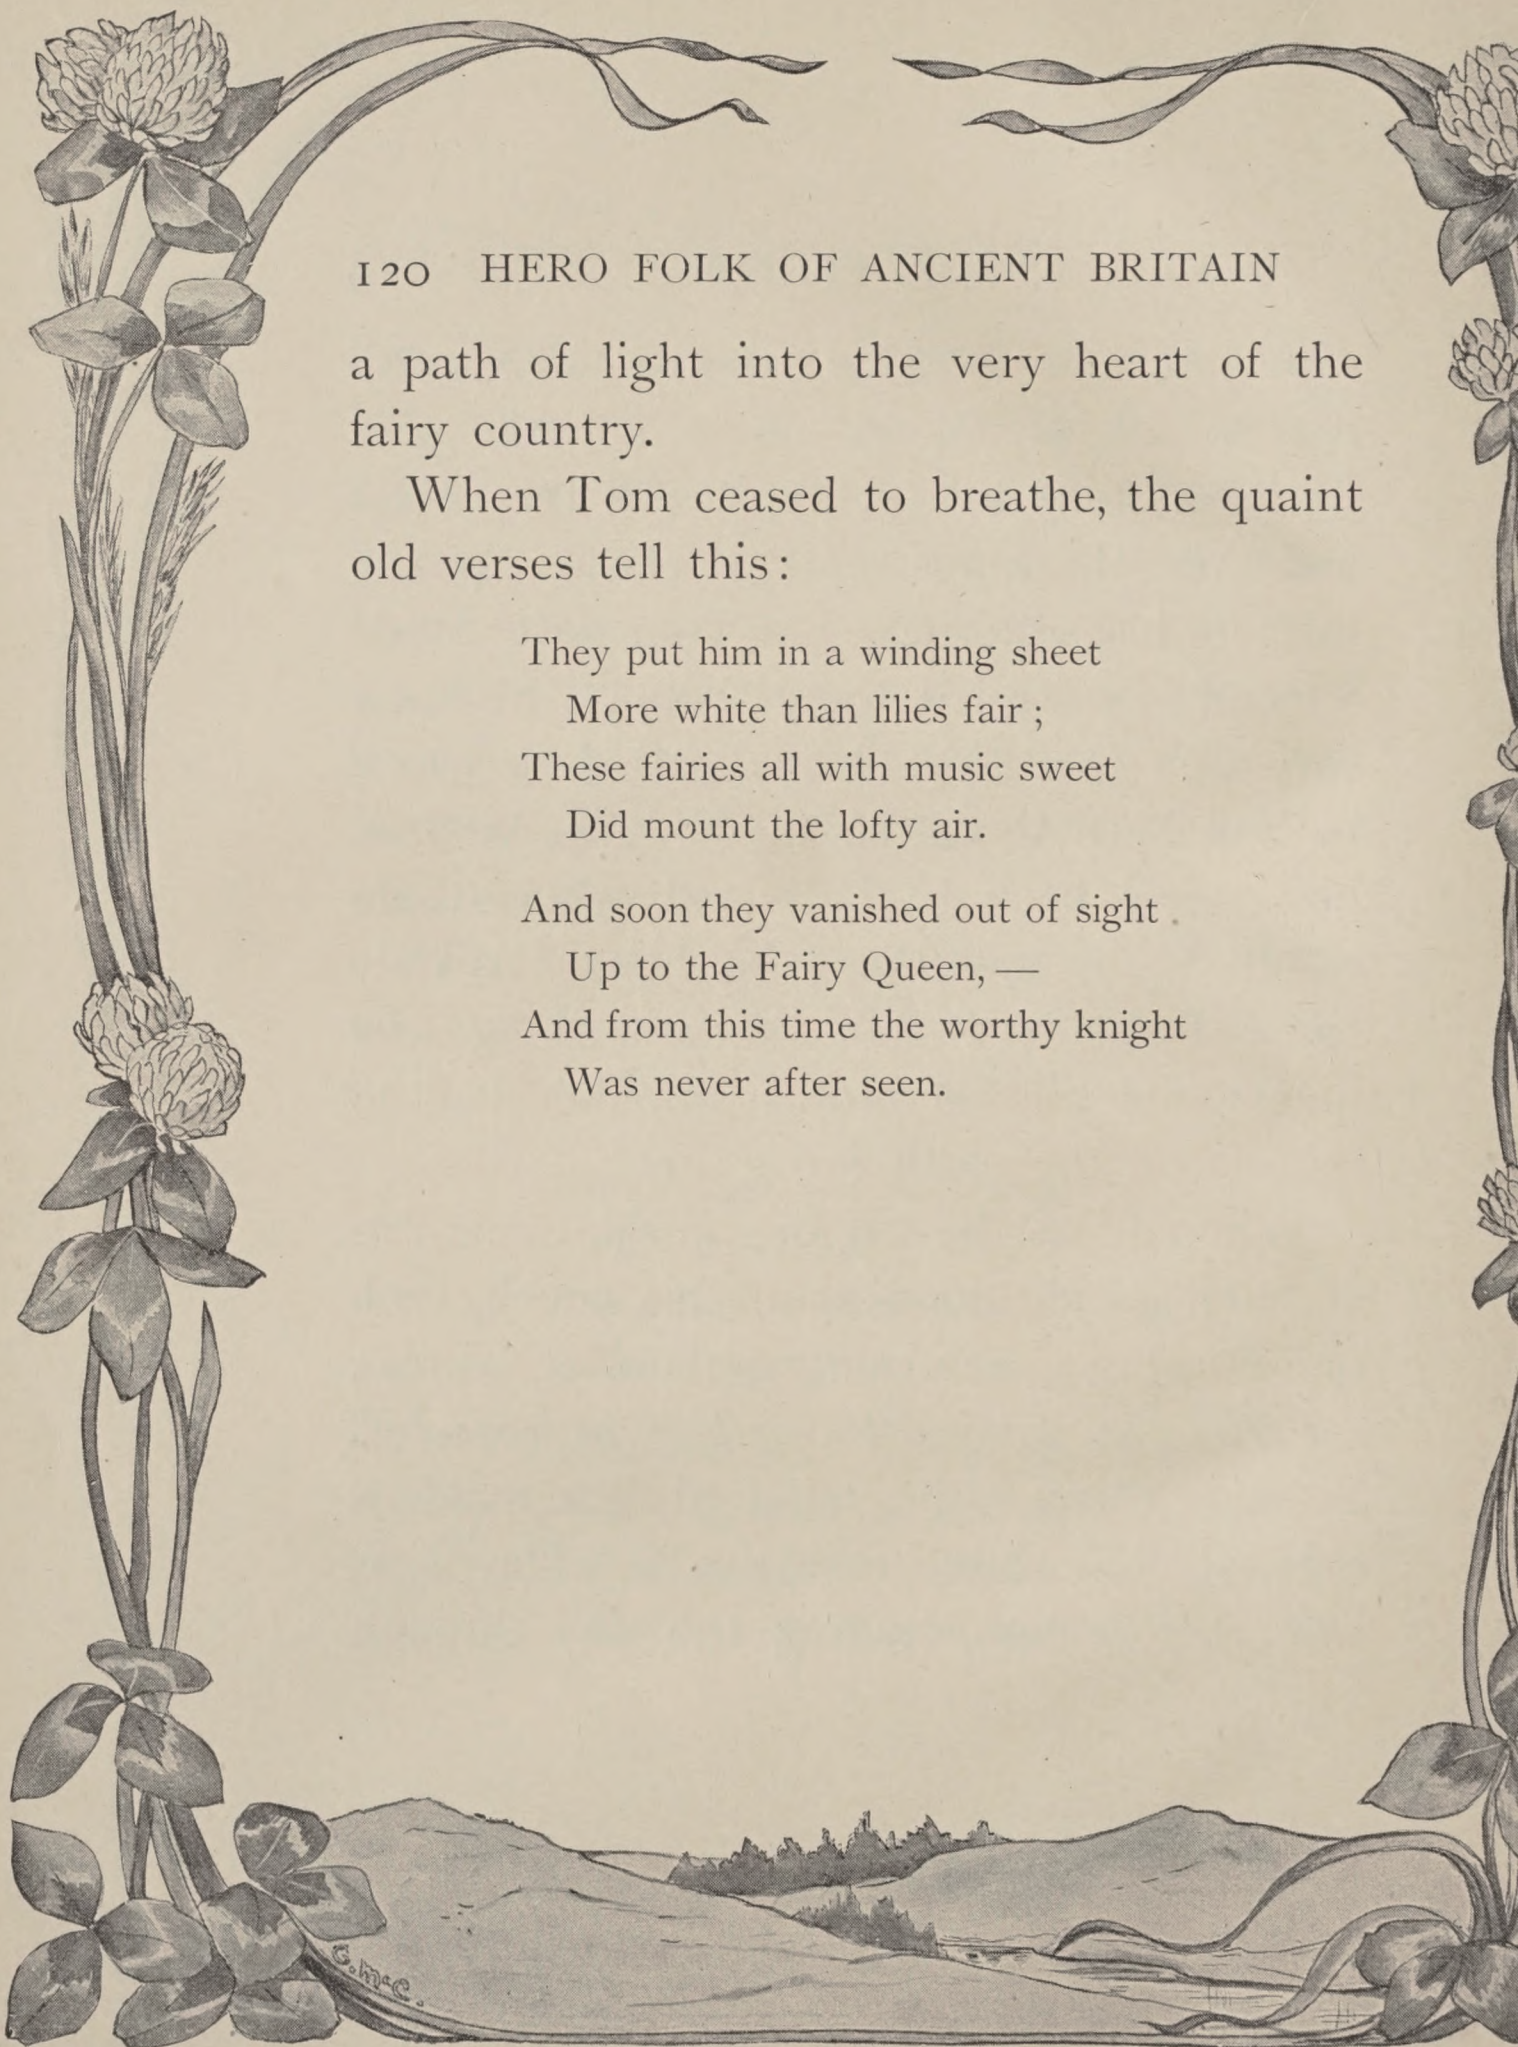 120 HERO FOLK OF ANCIENT BRITAIN
a path of light into the very heart of the
fairy country.
When Tom ceased to breathe, the quaint
old verses tell this:
They put him in a winding sheet
More white than lilies fair;
These fairies all with music sweet
Did mount the lofty air.
And soon they vanished out of sight
Up to the Fairy Queen,—
And from this time the worthy knight
Was never after seen.
G. McC.